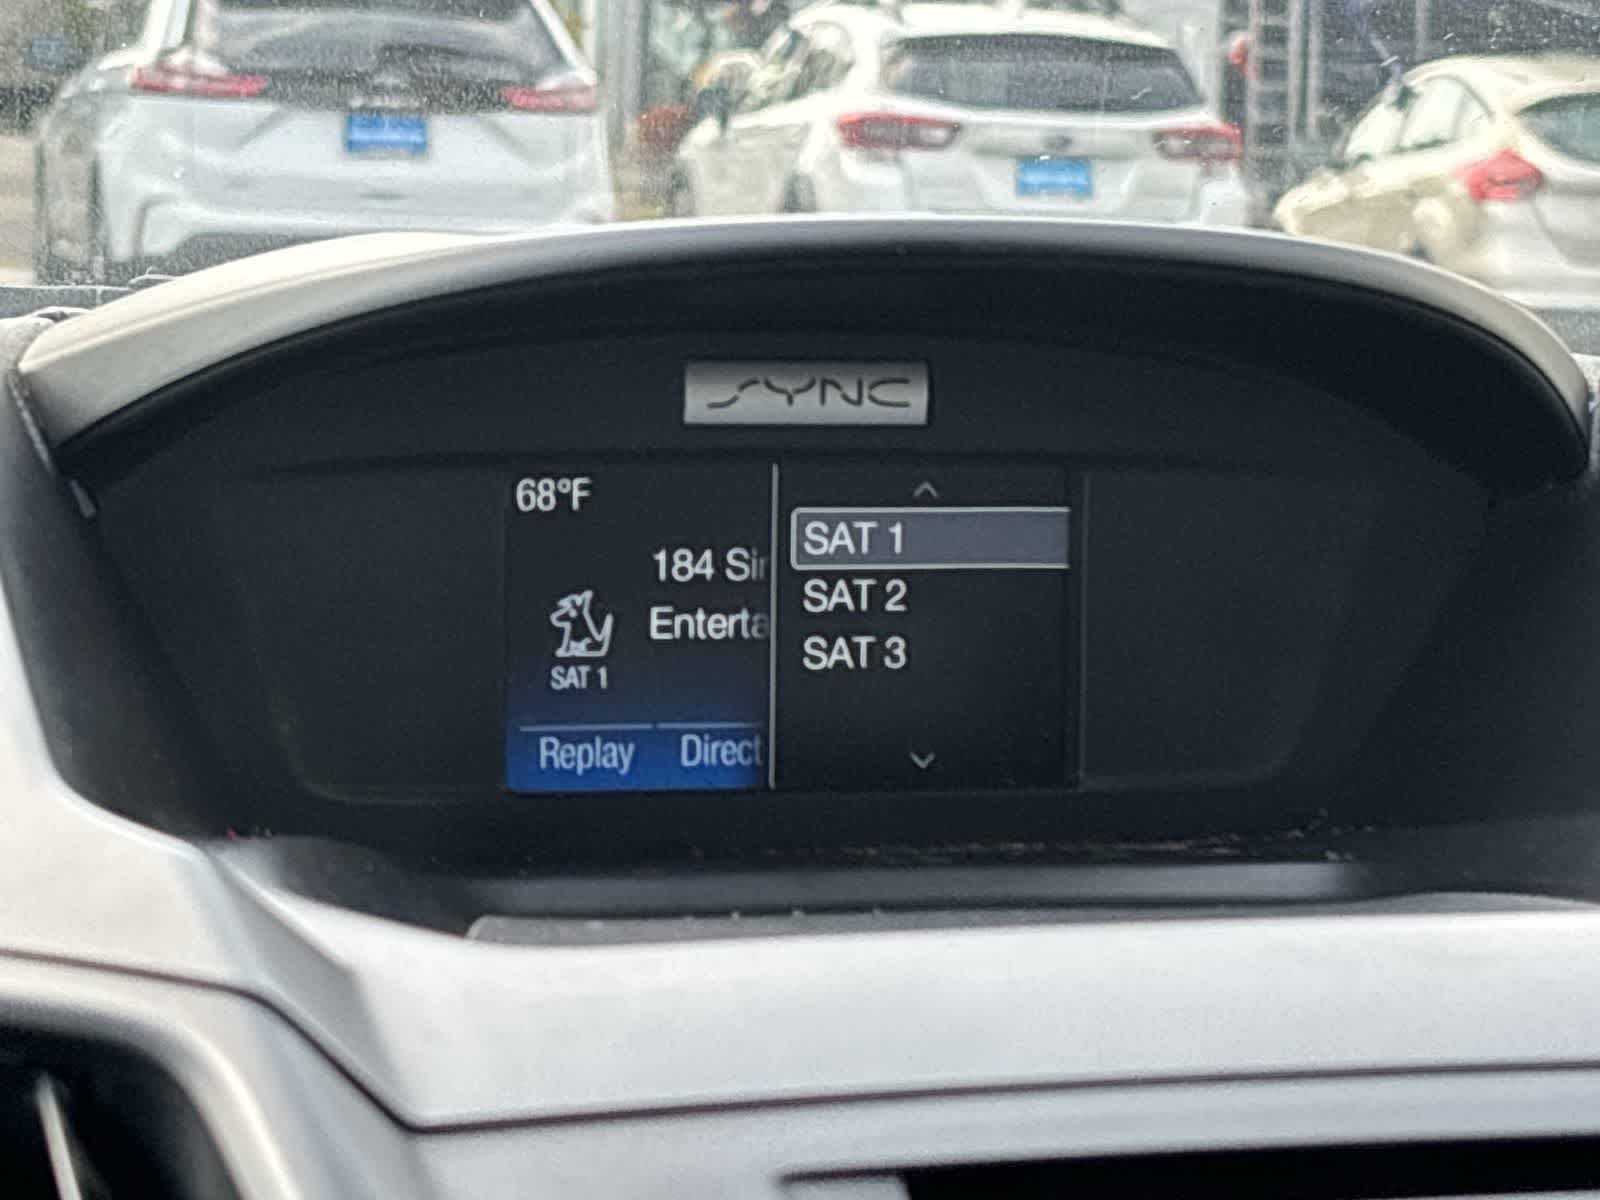 SYNC
68°F
184 Sir
Enterta
SAT 1
Replay Direct
SAT 1
SAT 2
SAT 3